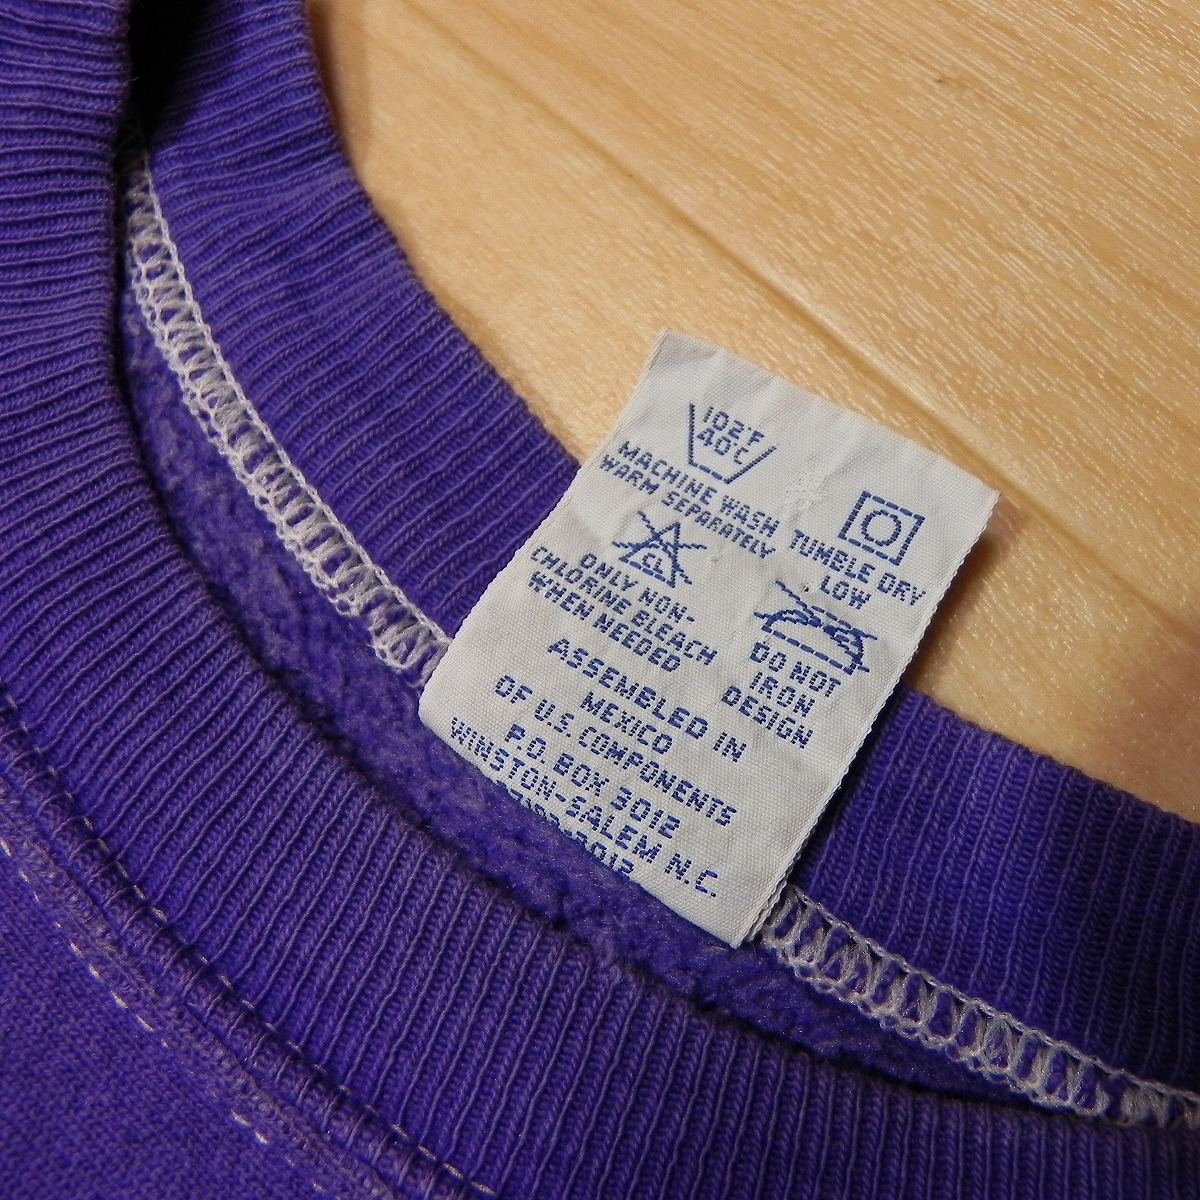 102°F
40°C
MACHINE WASH
WARM SEPARATELY
CL
ONLY NON-
CHLORINE BLEACH
WHEN NEEDED
TUMBLE DRY
LOW
DO NOT
IRON
DESIGN
ASSEMBLED IN
MEXICO
OF U.S. COMPONENTS
P.O. BOX 3012
WINSTON-SALEM N.C.